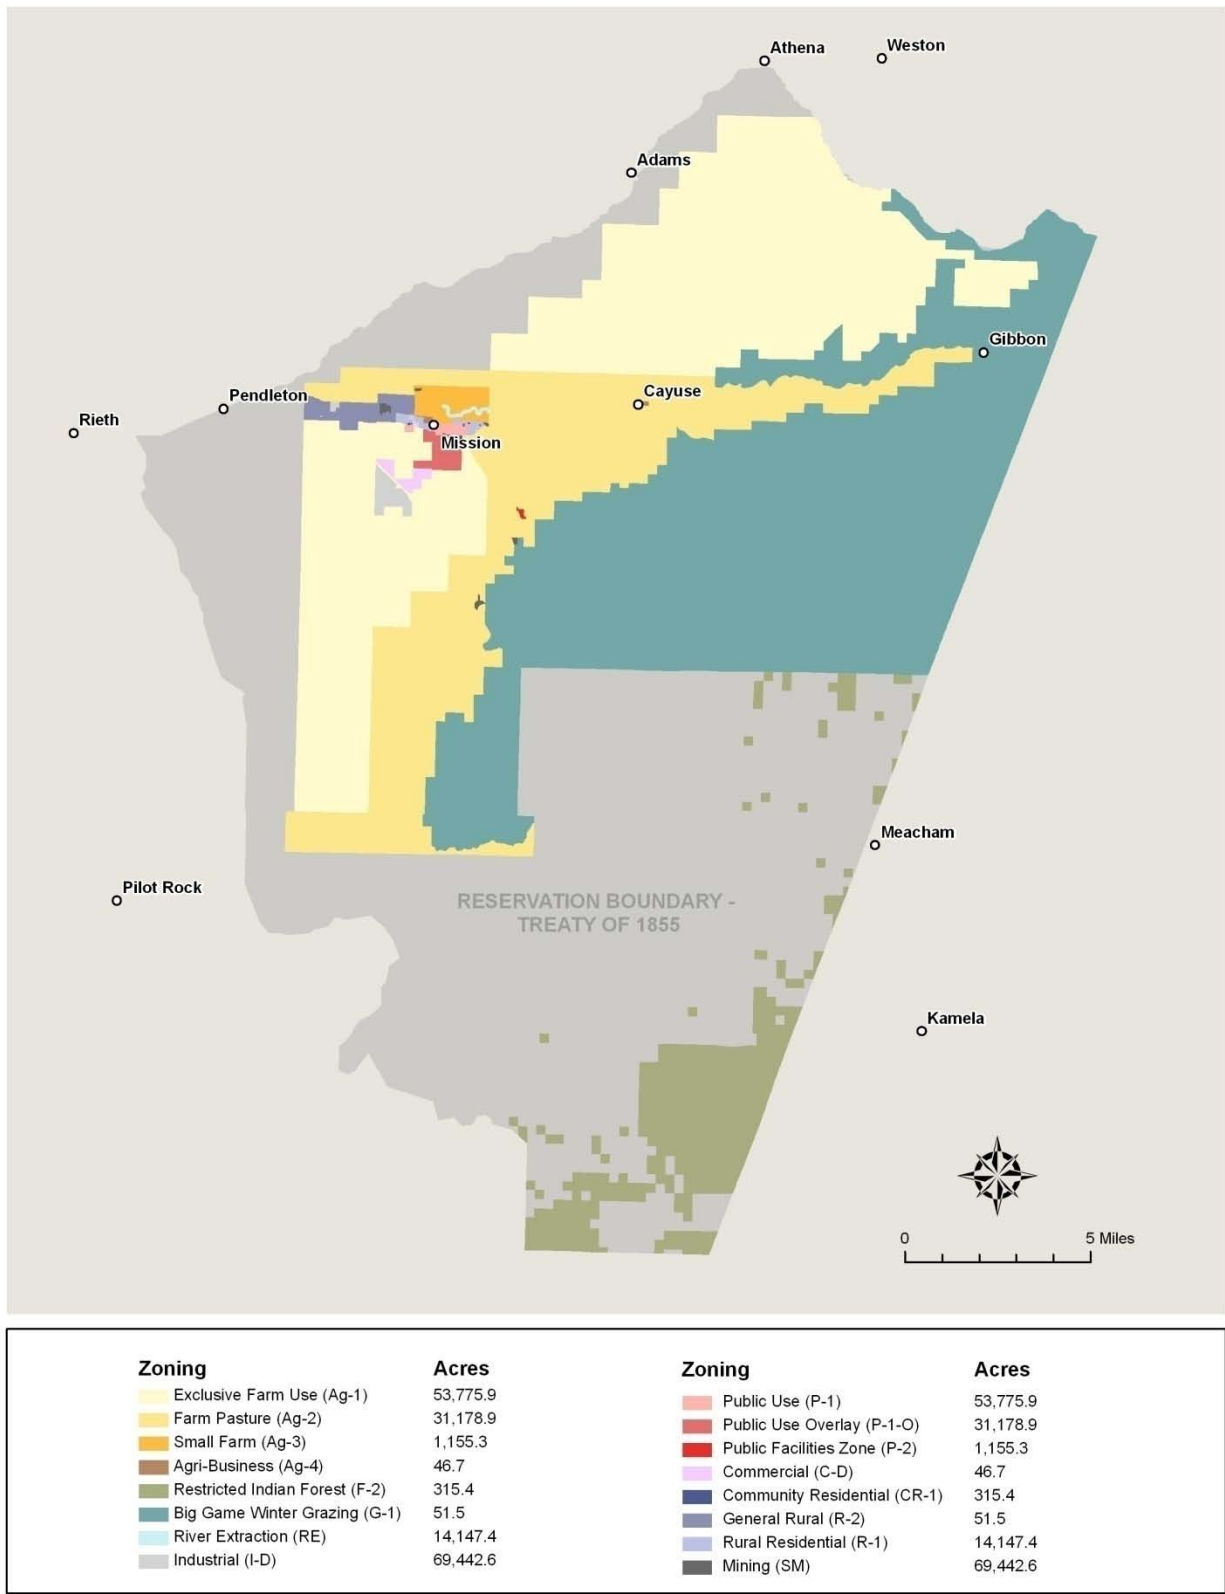 Athena
Weston
Adams
Gibbon
Pendleton
Cayuse
Rieth
Mission
Meacham
Pilot Rock
RESERVATION BOUNDARY -
TREATY OF 1855
Kamela
0 5 Miles
Zoning Acres
Exclusive Farm Use (Ag-1) 53,775.9
Farm Pasture (Ag-2) 31,178.9
Small Farm (Ag-3) 1,155.3
Agri-Business (Ag-4) 46.7
Restricted Indian Forest (F-2) 315.4
Big Game Winter Grazing (G-1) 51.5
River Extraction (RE) 14,147.4
Industrial (I-D) 69,442.6
Zoning Acres
Public Use (P-1) 53,775.9
Public Use Overlay (P-1-O) 31,178.9
Public Facilities Zone (P-2) 1,155.3
Commercial (C-D) 46.7
Community Residential (CR-1) 315.4
General Rural (R-2) 51.5
Rural Residential (R-1) 14,147.4
Mining (SM) 69,442.6